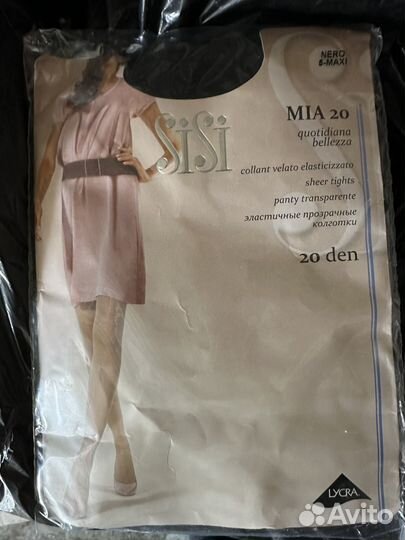 NERO
5-MAXI
SiSi
MIA 20
quotidiana
bellezza
collant velato elasticizzato
sheer tights
panty transparente
эластичные прозрачные
колготки
20 den
LYCRA
Avito